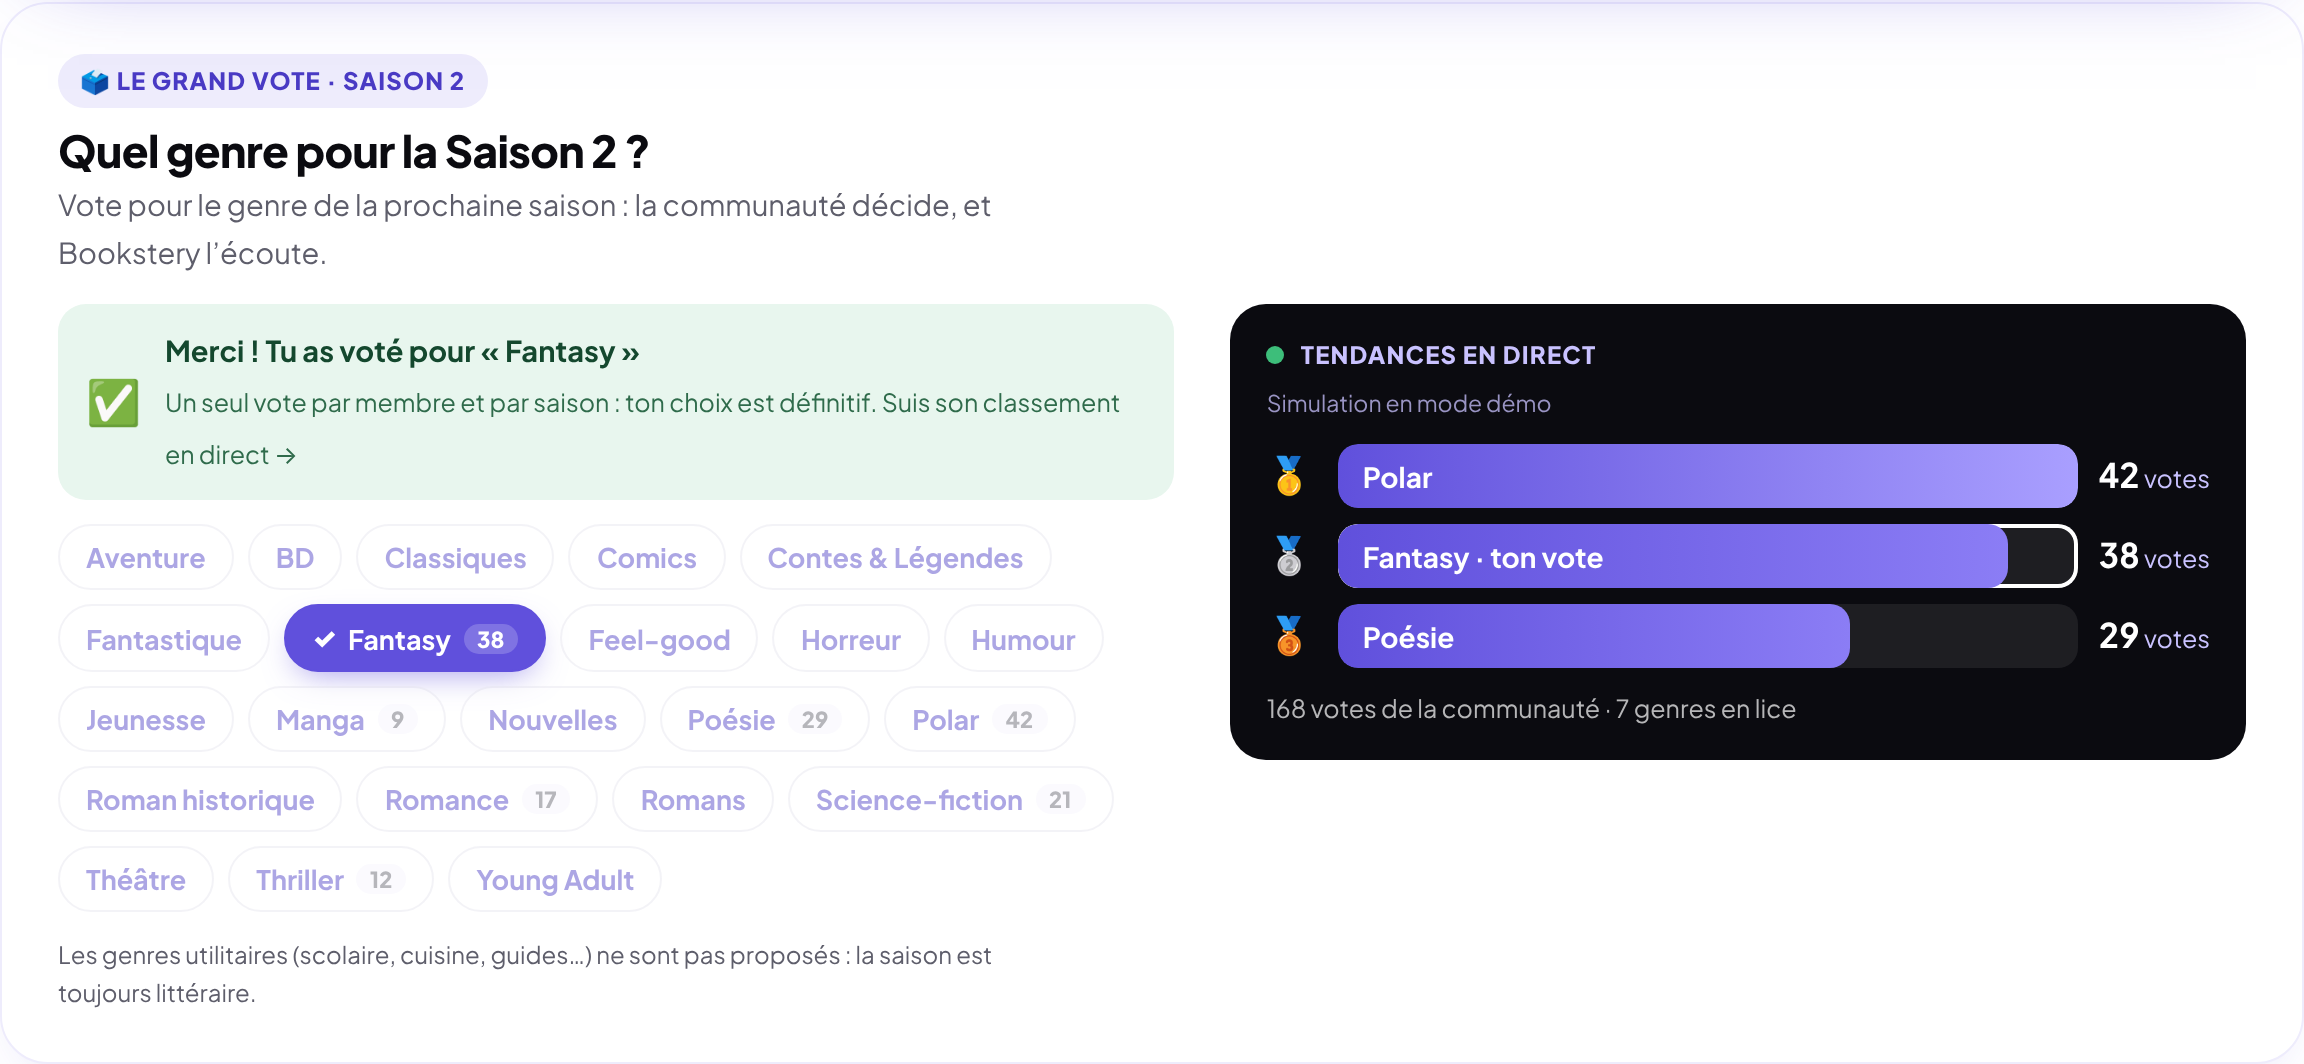 🗳️ LE GRAND VOTE · SAISON 2
Quel genre pour la Saison 2 ?
Vote pour le genre de la prochaine saison : la communauté décide, et
Bookstery l’écoute.
✅ Merci ! Tu as voté pour « Fantasy »
Un seul vote par membre et par saison : ton choix est définitif. Suis son classement
en direct →
Aventure BD Classiques Comics Contes & Légendes
Fantastique ✓ Fantasy 38 Feel-good Horreur Humour
Jeunesse Manga 9 Nouvelles Poésie 29 Polar 42
Roman historique Romance 17 Romans Science-fiction 21
Théâtre Thriller 12 Young Adult
Les genres utilitaires (scolaire, cuisine, guides…) ne sont pas proposés : la saison est
toujours littéraire.
TENDANCES EN DIRECT
Simulation en mode démo
🥇 Polar 42 votes
🥈 Fantasy · ton vote 38 votes
🥉 Poésie 29 votes
168 votes de la communauté · 7 genres en lice